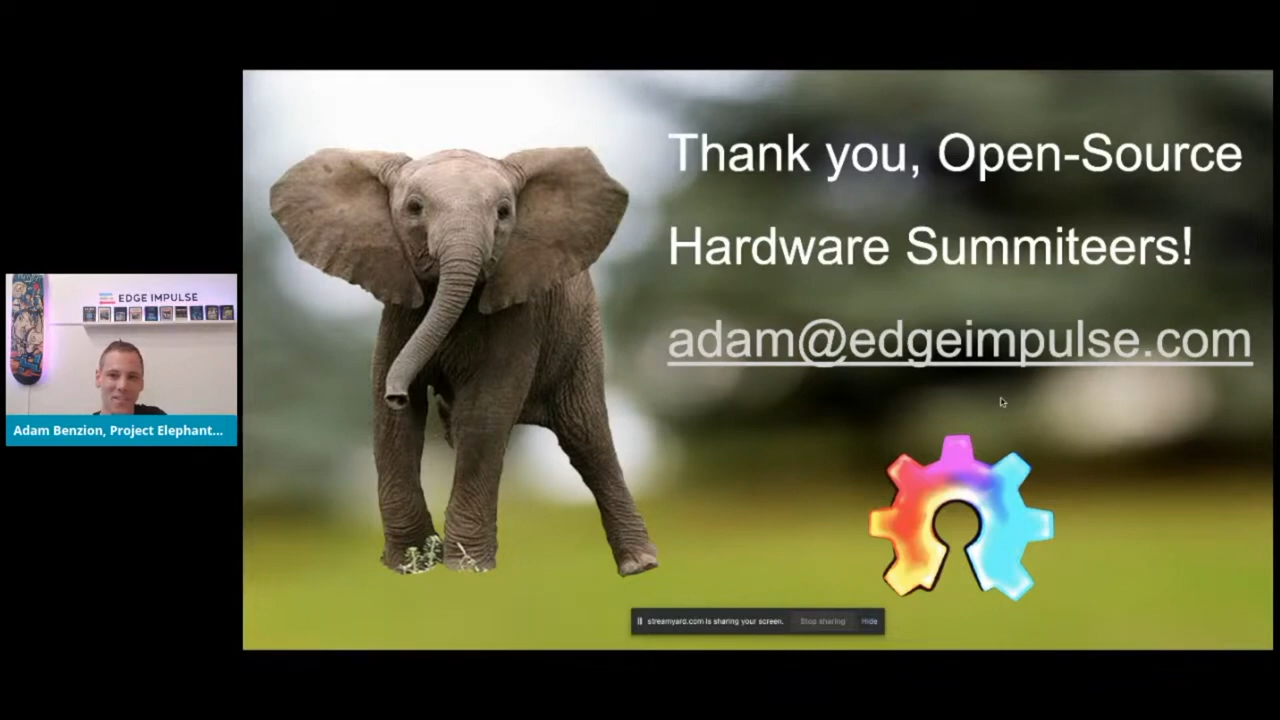 Thank you, Open-Source
Hardware Summiteers!
adam@edgeimpulse.com
EDGE IMPULSE
Adam Benzion, Project Elephant...
streamyard.com is sharing your screen.
Stop sharing
Hide